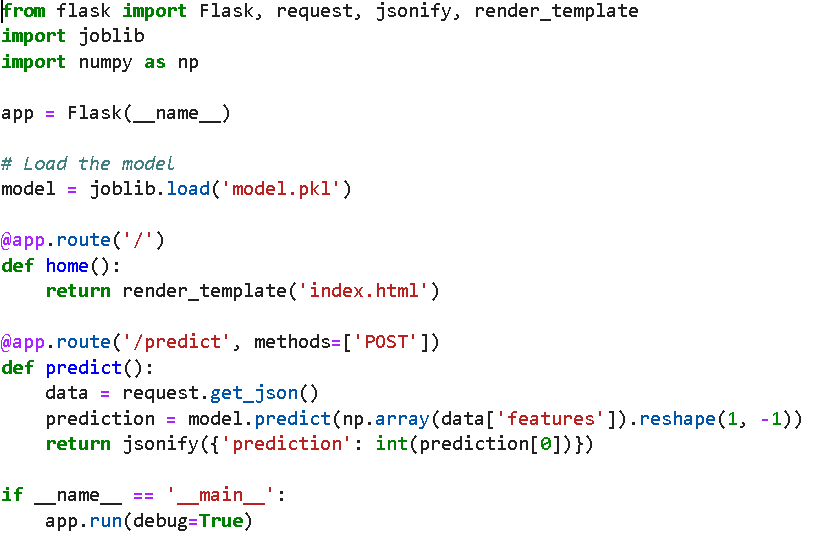 from flask import Flask, request, jsonify, render_template
import joblib
import numpy as np

app = Flask(__name__)

# Load the model
model = joblib.load('model.pkl')

@app.route('/')
def home():
    return render_template('index.html')

@app.route('/predict', methods=['POST'])
def predict():
    data = request.get_json()
    prediction = model.predict(np.array(data['features']).reshape(1, -1))
    return jsonify({'prediction': int(prediction[0])})

if __name__ == '__main__':
    app.run(debug=True)